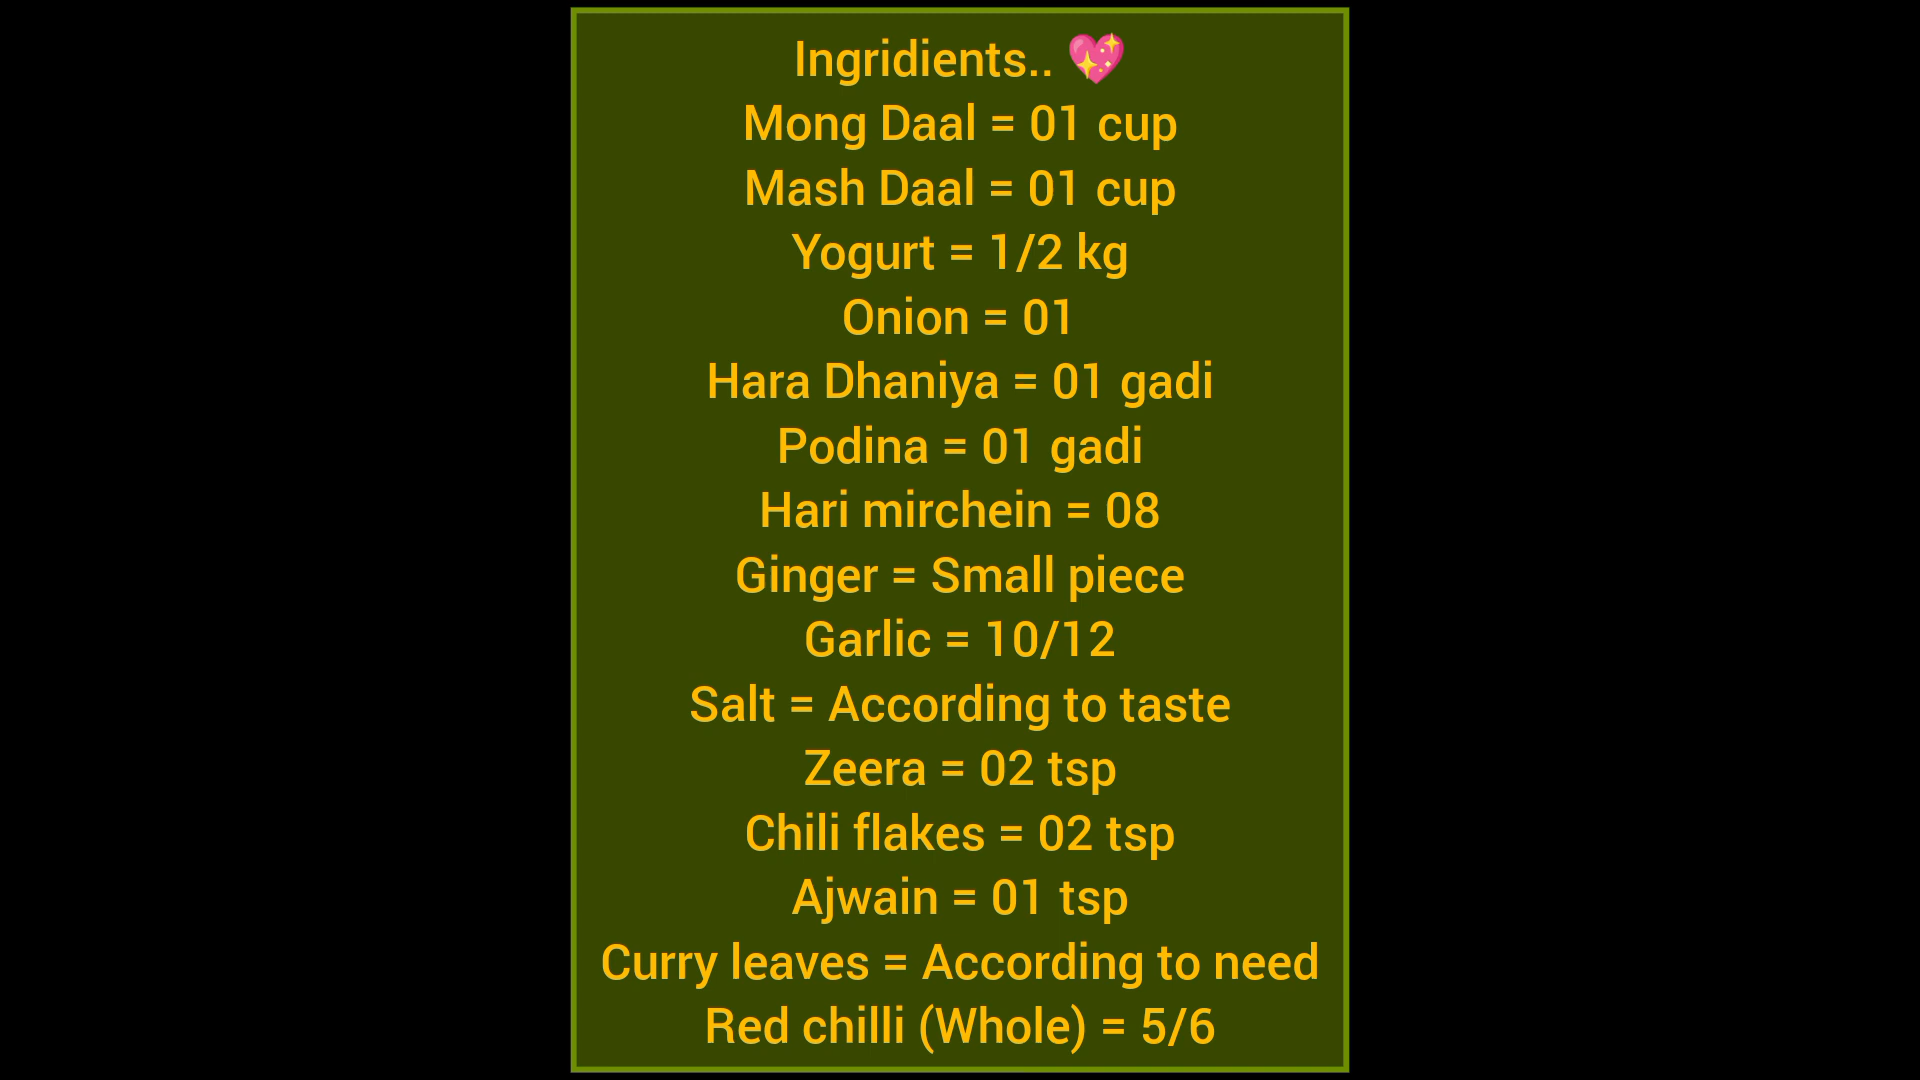 Ingridients.. 💖
Mong Daal = 01 cup
Mash Daal = 01 cup
Yogurt = 1/2 kg
Onion = 01
Hara Dhaniya = 01 gadi
Podina = 01 gadi
Hari mirchein = 08
Ginger = Small piece
Garlic = 10/12
Salt = According to taste
Zeera = 02 tsp
Chili flakes = 02 tsp
Ajwain = 01 tsp
Curry leaves = According to need
Red chilli (Whole) = 5/6